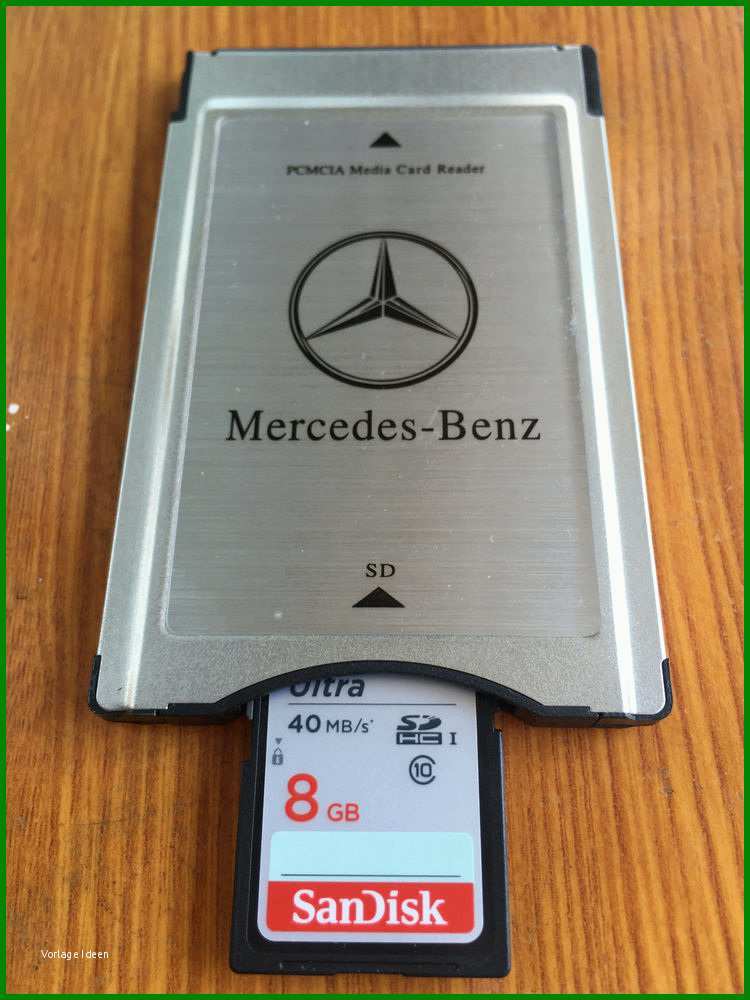 PCMCIA Media Card Reader
Mercedes-Benz
SD
Ultra
40 MB/s*
SD HC I
10
8 GB
SanDisk
Vorlage Ideen